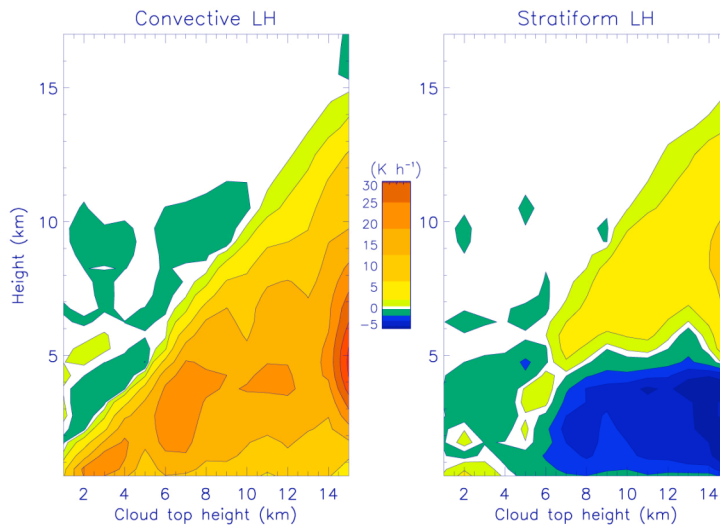 Convective LH
Stratiform LH
15
10
5
Height (km)
2 4 6 8 10 12 14
Cloud top height (km)
(K h⁻¹)
30
25
20
15
10
5
0
−5
15
10
5
2 4 6 8 10 12 14
Cloud top height (km)